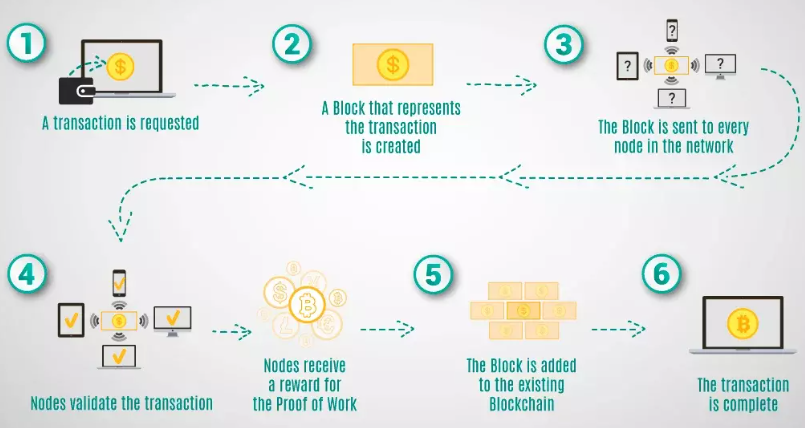 1
A transaction is requested
2
A Block that represents
the transaction
is created
3
The Block is sent to every
node in the network
4
Nodes validate the transaction
Nodes receive
a reward for
the Proof of Work
5
The Block is added
to the existing
Blockchain
6
The transaction
is complete